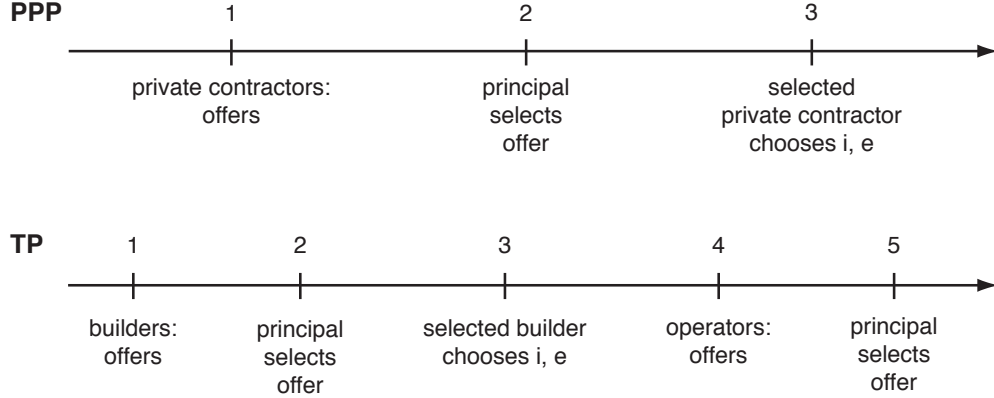 PPP
1 2 3
private contractors: principal selected
offers selects private contractor
offer chooses i, e
TP
1 2 3 4 5
builders: principal selected builder operators: principal
offers selects chooses i, e offers selects
offer offer